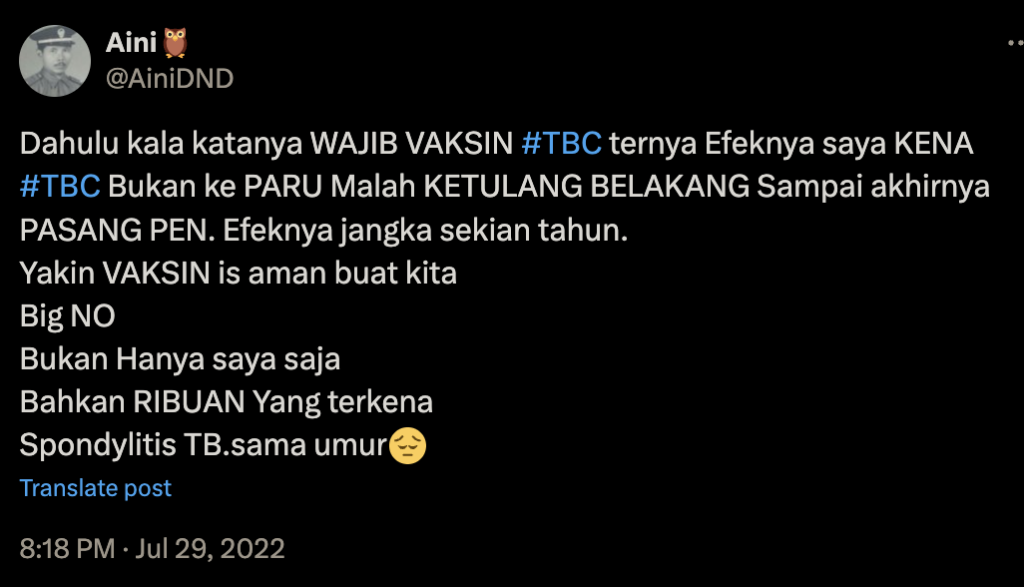 Aini🦉
@AiniDND
Dahulu kala katanya WAJIB VAKSIN #TBC ternya Efeknya saya KENA
#TBC Bukan ke PARU Malah KETULANG BELAKANG Sampai akhirnya
PASANG PEN. Efeknya jangka sekian tahun.
Yakin VAKSIN is aman buat kita
Big NO
Bukan Hanya saya saja
Bahkan RIBUAN Yang terkena
Spondylitis TB.sama umur😔
Translate post
8:18 PM · Jul 29, 2022